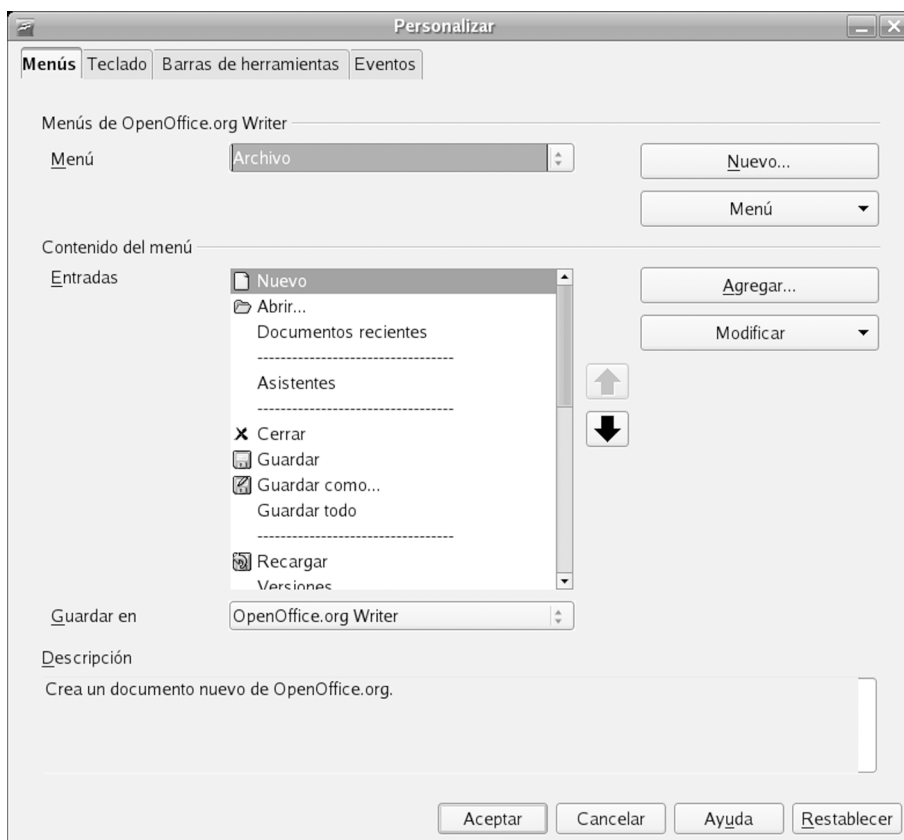 Personalizar
Menús Teclado Barras de herramientas Eventos
Menús de OpenOffice.org Writer
Menú Archivo Nuevo...
Menú
Contenido del menú
Entradas Nuevo Agregar...
Abrir...
Documentos recientes Modificar
----------------------------------
Asistentes
----------------------------------
Cerrar
Guardar
Guardar como...
Guardar todo
----------------------------------
Recargar
Versiones
Guardar en OpenOffice.org Writer
Descripción
Crea un documento nuevo de OpenOffice.org.
Aceptar Cancelar Ayuda Restablecer